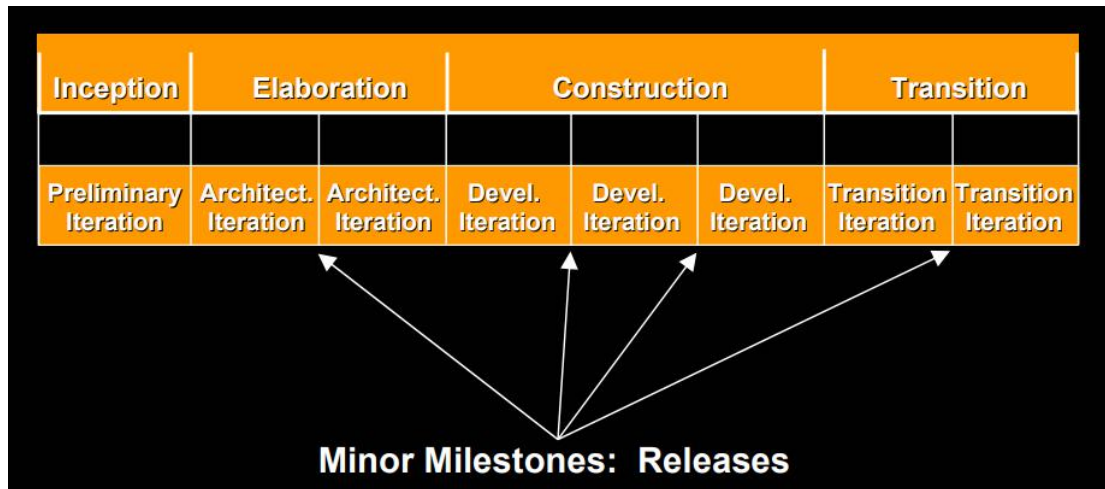 Inception Elaboration Construction Transition
Preliminary Architect. Architect. Devel. Devel. Devel. Transition Transition
Iteration Iteration Iteration Iteration Iteration Iteration Iteration Iteration
Minor Milestones: Releases